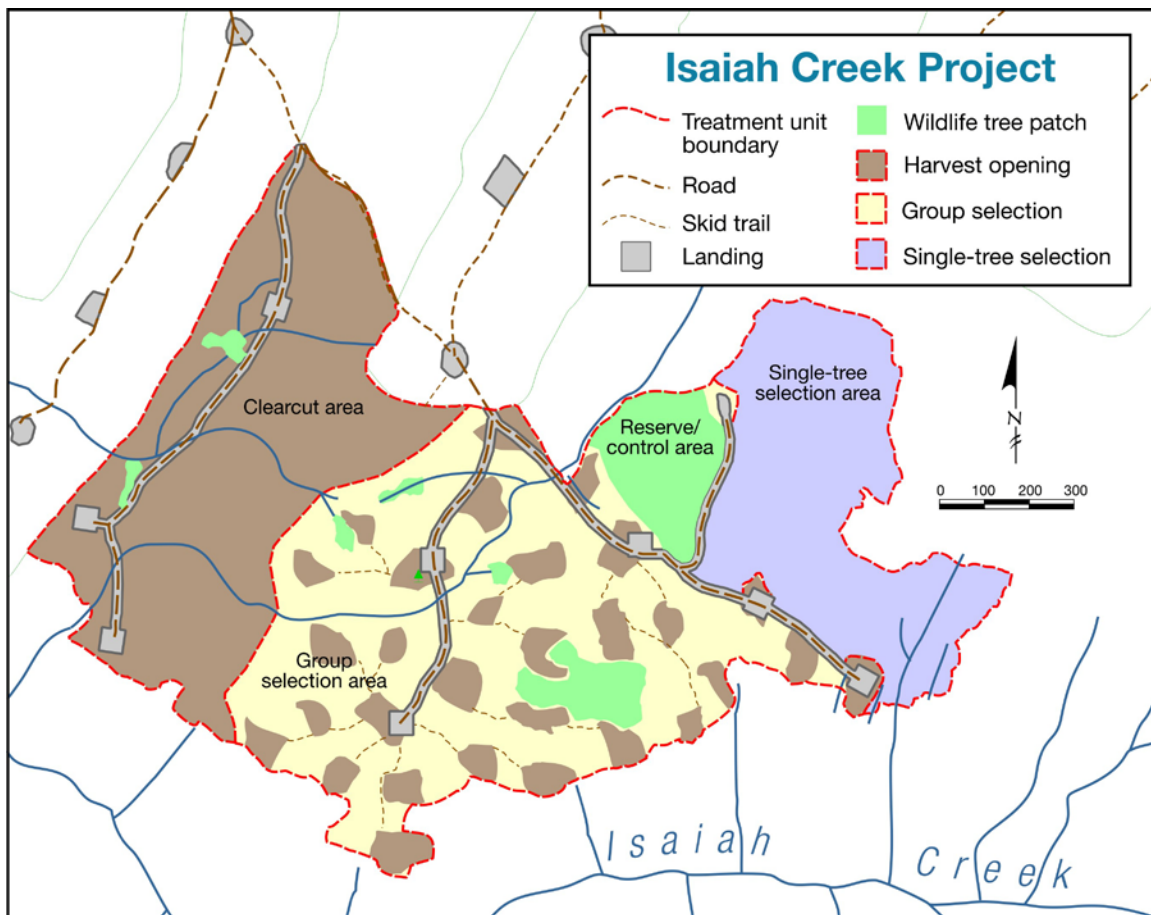 Isaiah Creek Project
Treatment unit
boundary
Road
Skid trail
Landing
Wildlife tree patch
Harvest opening
Group selection
Single-tree selection
Clearcut area
Reserve/
control area
Single-tree
selection area
N
0 100 200 300
Group
selection area
Isaiah Creek